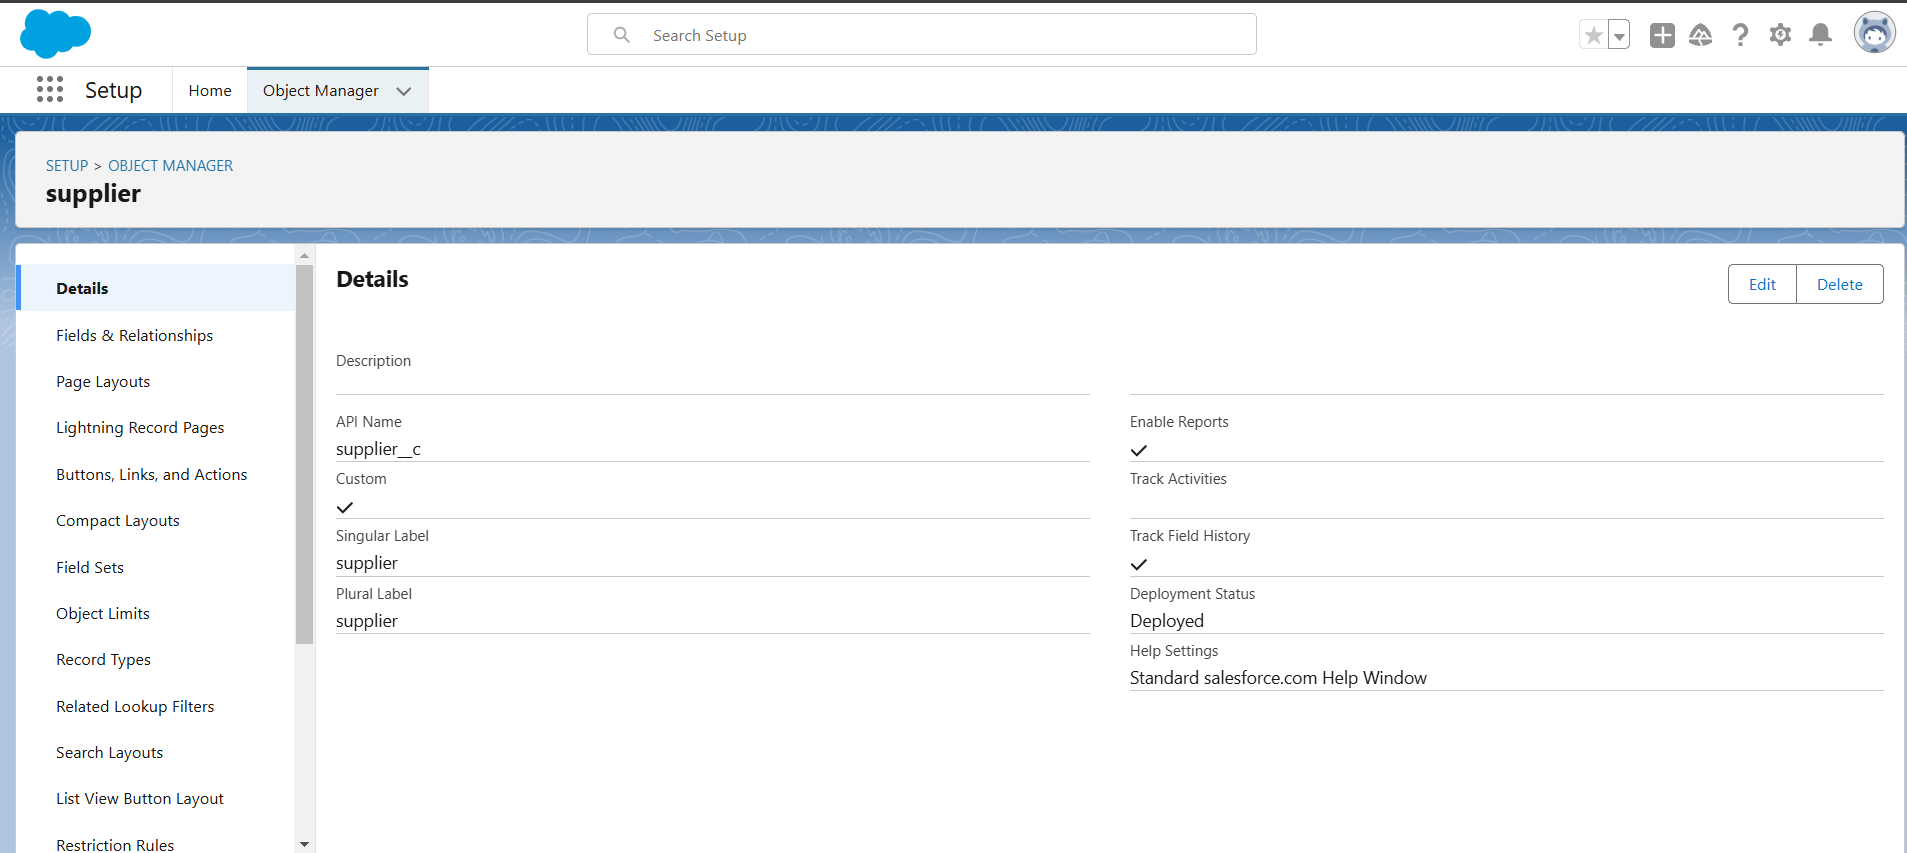 Search Setup
Setup
Home
Object Manager
SETUP > OBJECT MANAGER
supplier
Details
Fields & Relationships
Page Layouts
Lightning Record Pages
Buttons, Links, and Actions
Compact Layouts
Field Sets
Object Limits
Record Types
Related Lookup Filters
Search Layouts
List View Button Layout
Restriction Rules
Details
Edit
Delete
Description
API Name
supplier__c
Custom
Singular Label
supplier
Plural Label
supplier
Enable Reports
Track Activities
Track Field History
Deployment Status
Deployed
Help Settings
Standard salesforce.com Help Window